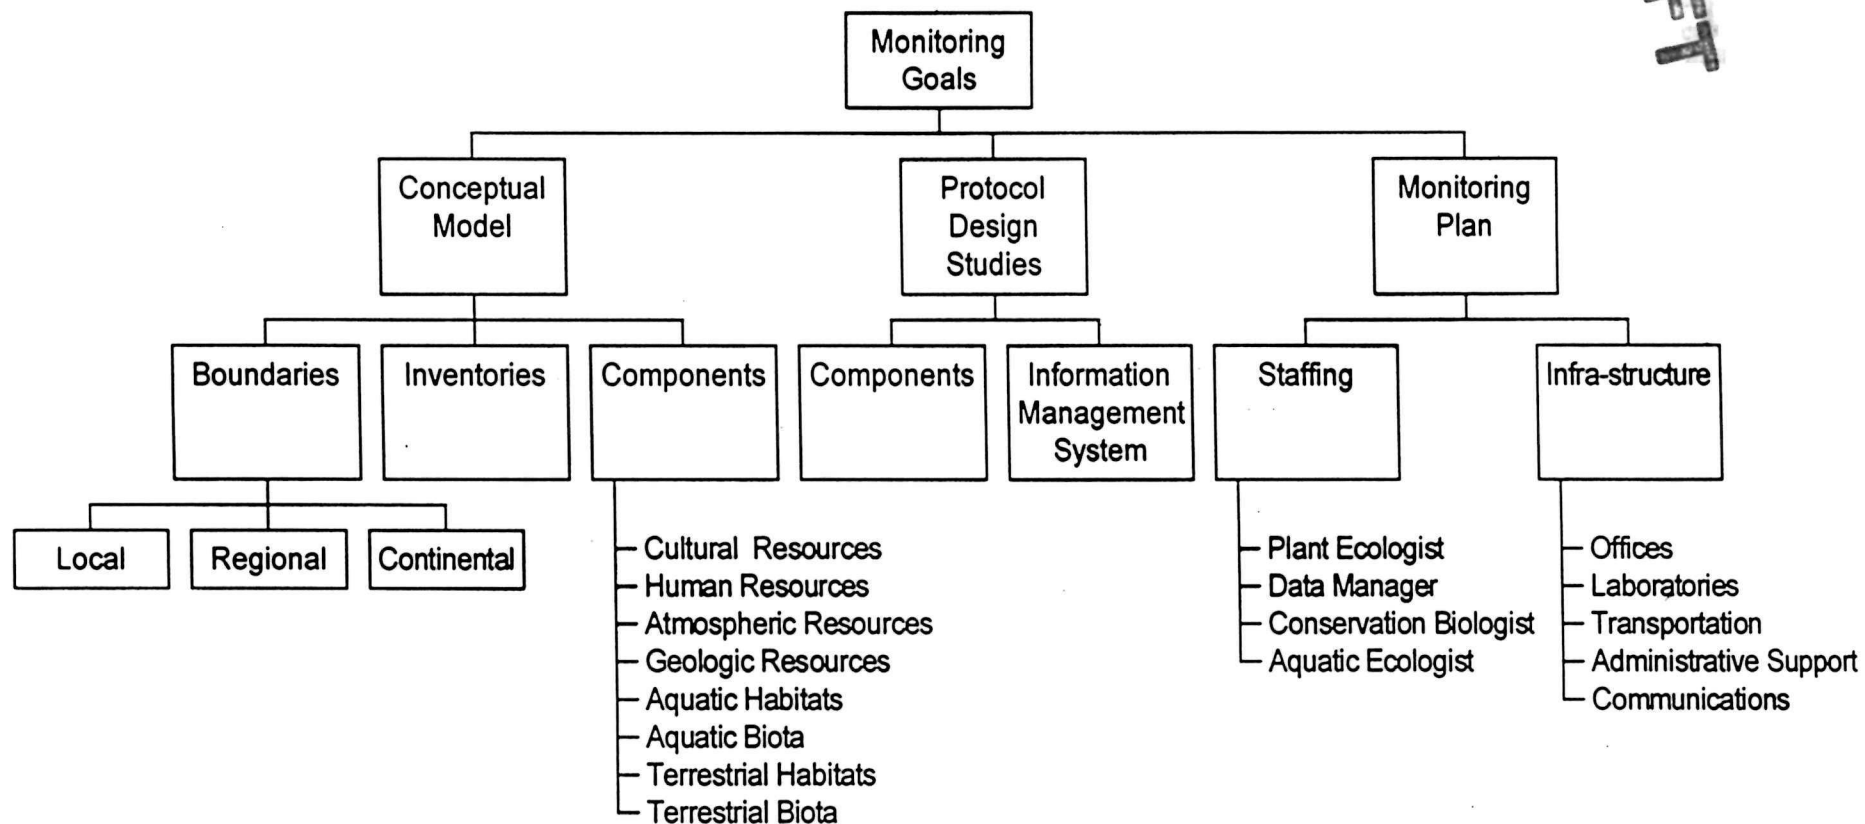 Monitoring
Goals
Conceptual
Model
Protocol
Design
Studies
Monitoring
Plan
Boundaries
Inventories
Components
Components
Information
Management
System
Staffing
Infra-structure
Local
Regional
Continental
Cultural Resources
Human Resources
Atmospheric Resources
Geologic Resources
Aquatic Habitats
Aquatic Biota
Terrestrial Habitats
Terrestrial Biota
Plant Ecologist
Data Manager
Conservation Biologist
Aquatic Ecologist
Offices
Laboratories
Transportation
Administrative Support
Communications